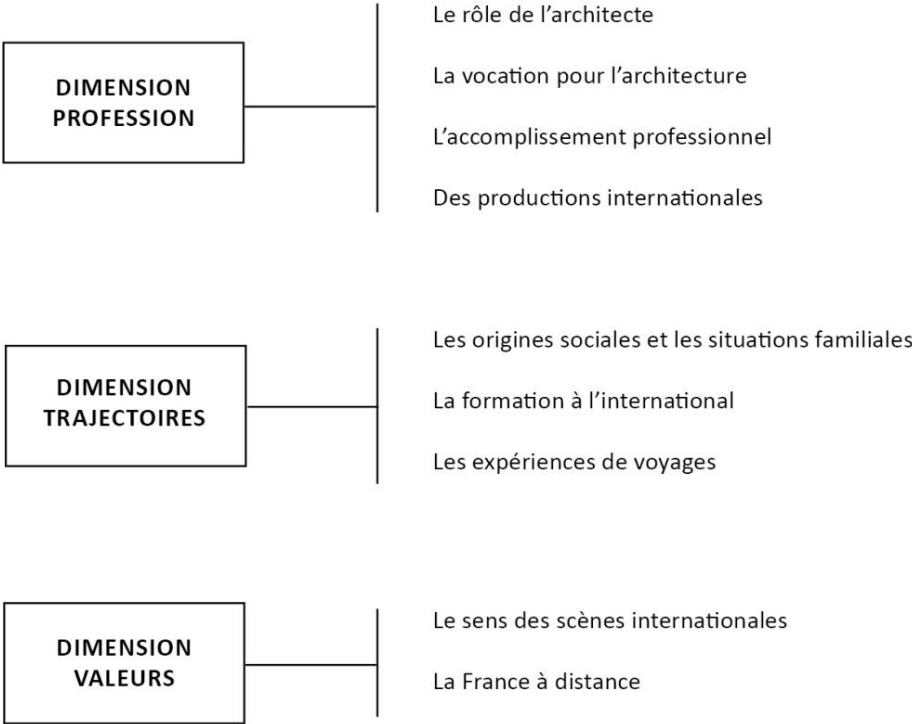 DIMENSION
PROFESSION
Le rôle de l’architecte
La vocation pour l’architecture
L’accomplissement professionnel
Des productions internationales
DIMENSION
TRAJECTOIRES
Les origines sociales et les situations familiales
La formation à l’international
Les expériences de voyages
DIMENSION
VALEURS
Le sens des scènes internationales
La France à distance